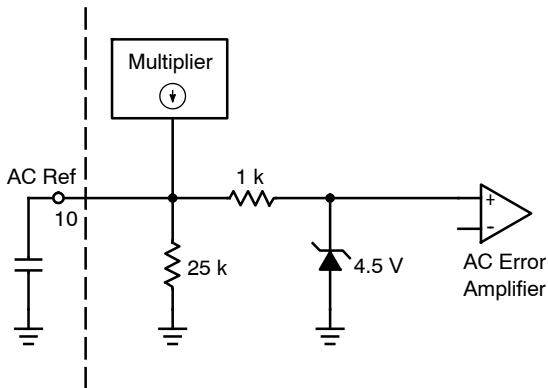 Multiplier
AC Ref
10
1 k
25 k
4.5 V
+
-
AC Error
Amplifier